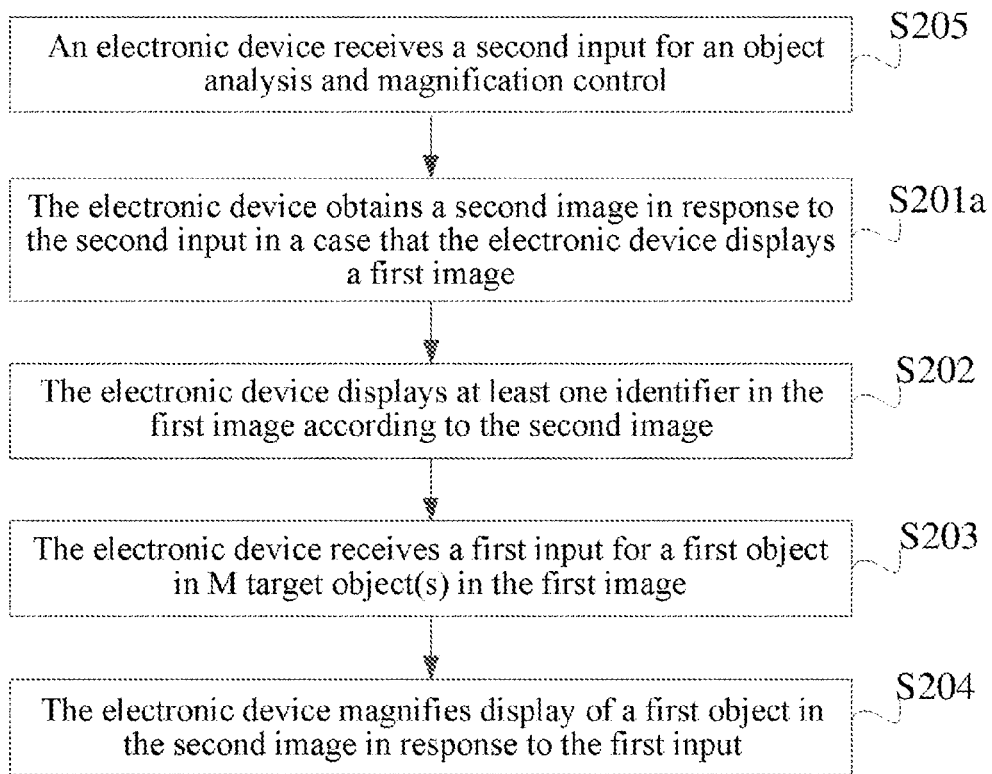 S205
An electronic device receives a second input for an object
analysis and magnification control
S201a
The electronic device obtains a second image in response to
the second input in a case that the electronic device displays
a first image
S202
The electronic device displays at least one identifier in the
first image according to the second image
S203
The electronic device receives a first input for a first object
in M target object(s) in the first image
S204
The electronic device magnifies display of a first object in
the second image in response to the first input